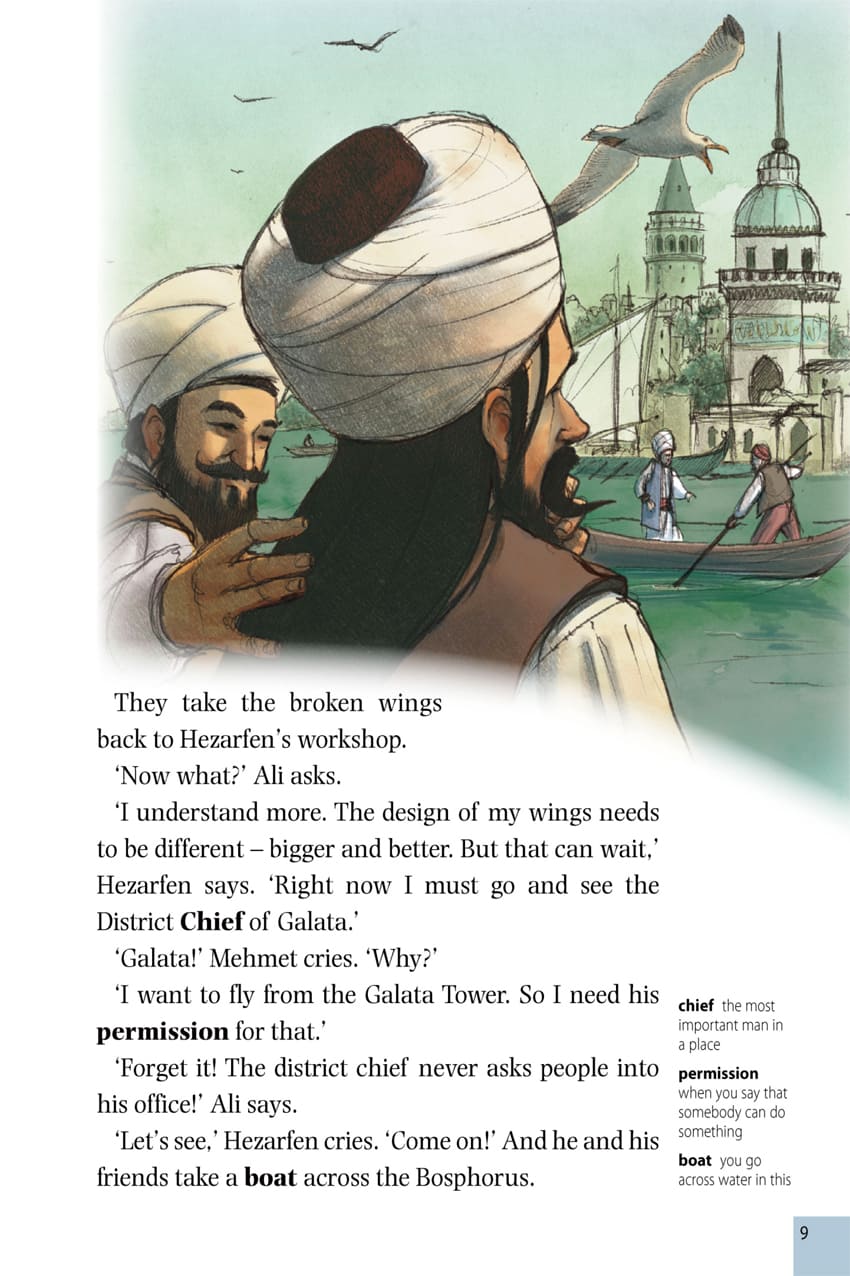 They take the broken wings
back to Hezarfen’s workshop.
‘Now what?’ Ali asks.
‘I understand more. The design of my wings needs
to be different – bigger and better. But that can wait,’
Hezarfen says. ‘Right now I must go and see the
District Chief of Galata.’
‘Galata!’ Mehmet cries. ‘Why?’
‘I want to fly from the Galata Tower. So I need his
permission for that.’
‘Forget it! The district chief never asks people into
his office!’ Ali says.
‘Let’s see,’ Hezarfen cries. ‘Come on!’ And he and his
friends take a boat across the Bosphorus.
chief the most
important man in
a place
permission
when you say that
somebody can do
something
boat you go
across water in this
9